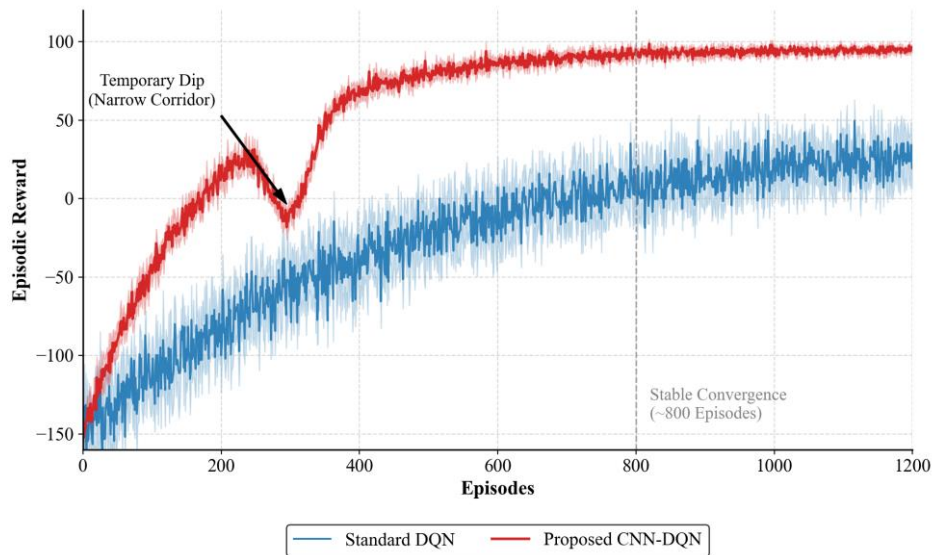 100
50
0
−50
−100
−150
Episodic Reward
Temporary Dip
(Narrow Corridor)
Stable Convergence
(~800 Episodes)
0
200
400
600
800
1000
1200
Episodes
Standard DQN
Proposed CNN-DQN